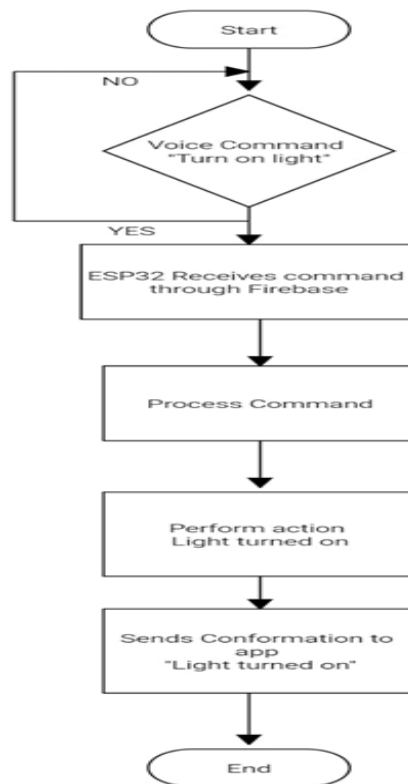 Start
NO
Voice Command
"Turn on light"
YES
ESP32 Receives command
through Firebase
Process Command
Perform action
Light turned on
Sends Conformation to
app
"Light turned on"
End